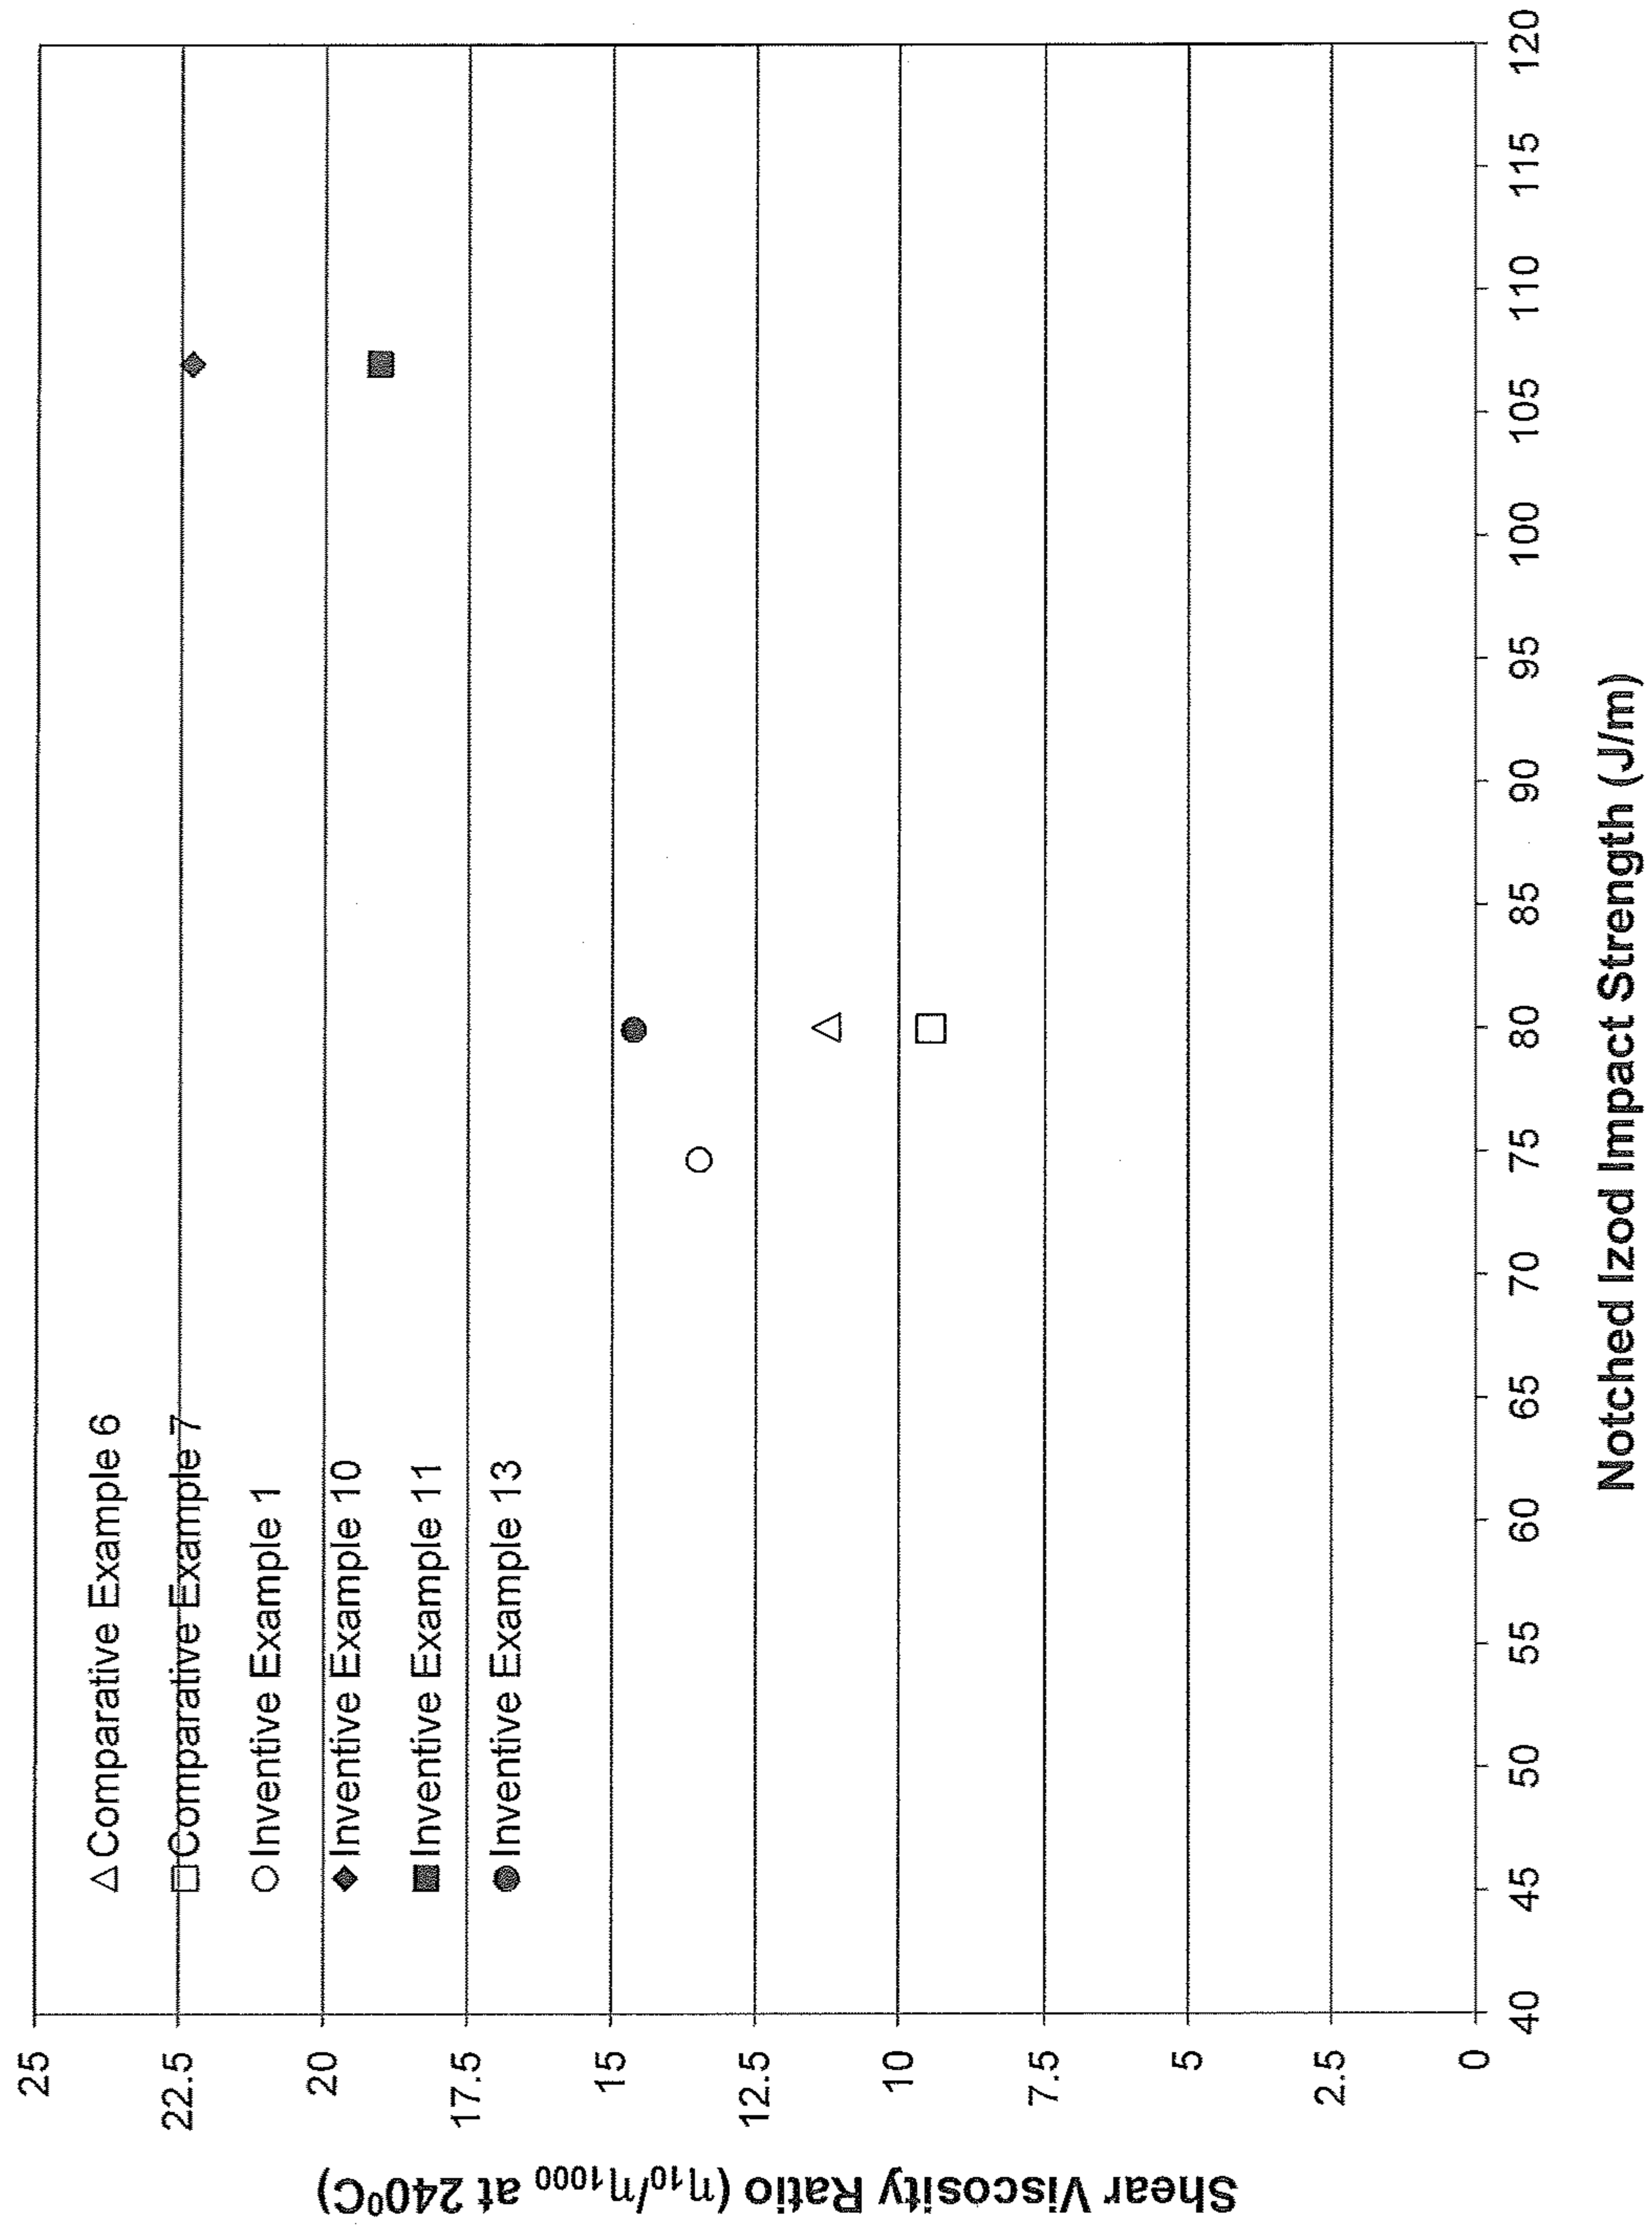 △ Comparative Example 6
□ Comparative Example 7
○ Inventive Example 1
◆ Inventive Example 10
■ Inventive Example 11
● Inventive Example 13
Shear Viscosity Ratio (η₁₀/η₁₀₀₀ at 240⁰C)
25
22.5
20
17.5
15
12.5
10
7.5
5
2.5
0
40 45 50 55 60 65 70 75 80 85 90 95 100 105 110 115 120
Notched Izod Impact Strength (J/m)